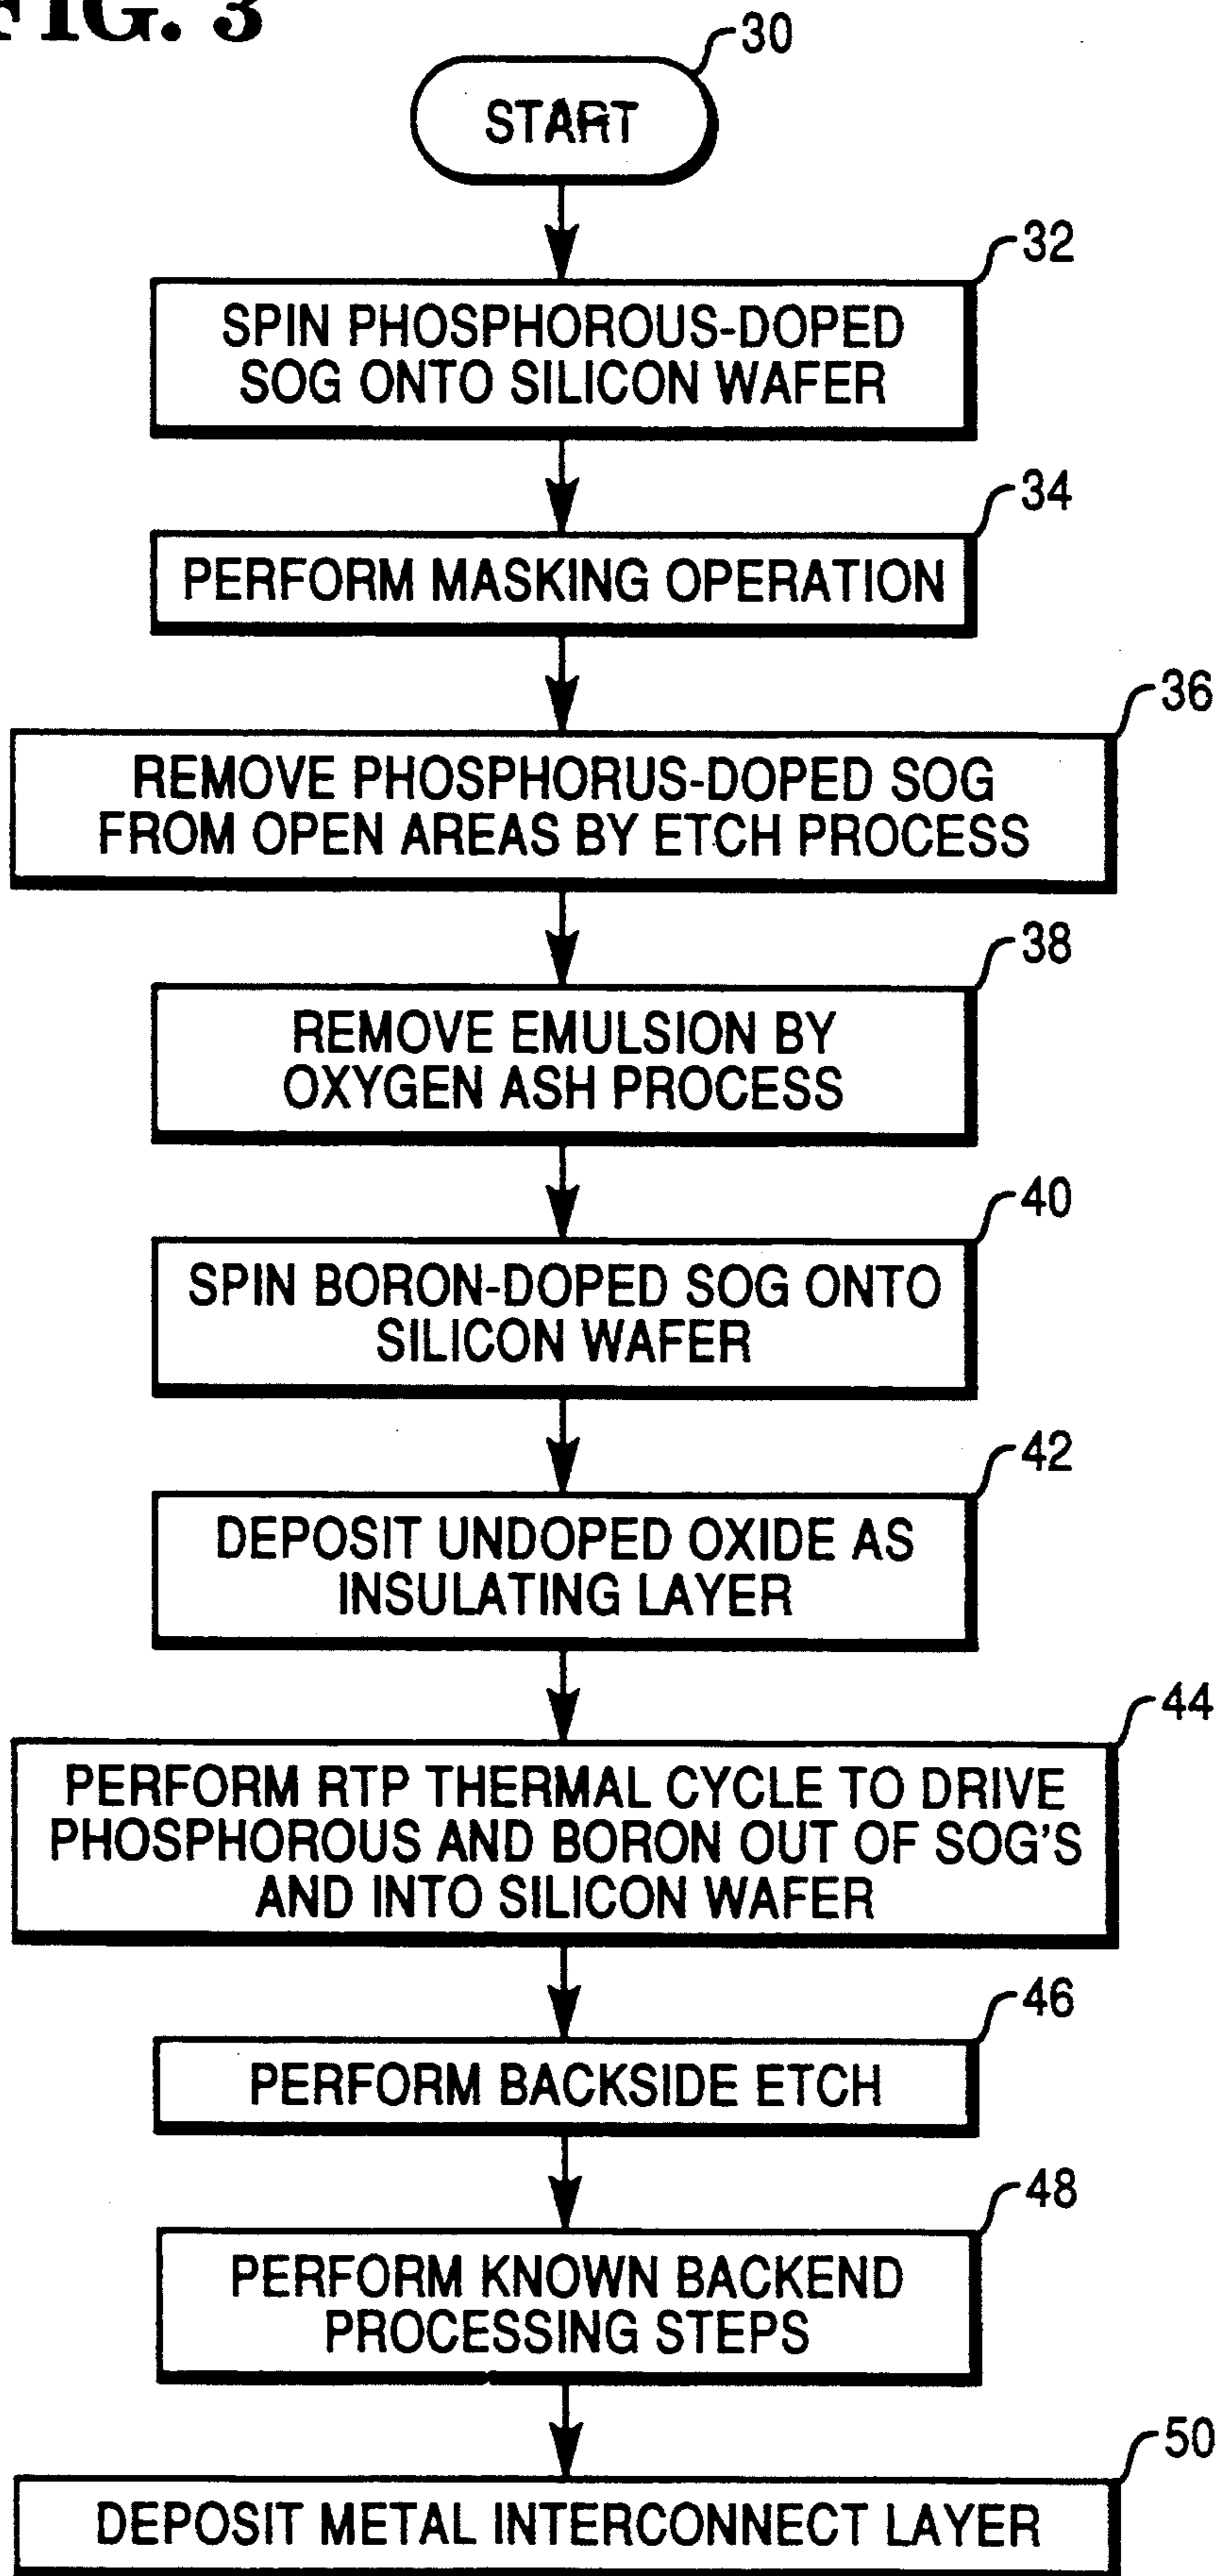 FIG. 3
30
START
32
SPIN PHOSPHOROUS-DOPED
SOG ONTO SILICON WAFER
34
PERFORM MASKING OPERATION
36
REMOVE PHOSPHORUS-DOPED SOG
FROM OPEN AREAS BY ETCH PROCESS
38
REMOVE EMULSION BY
OXYGEN ASH PROCESS
40
SPIN BORON-DOPED SOG ONTO
SILICON WAFER
42
DEPOSIT UNDOPED OXIDE AS
INSULATING LAYER
44
PERFORM RTP THERMAL CYCLE TO DRIVE
PHOSPHOROUS AND BORON OUT OF SOG'S
AND INTO SILICON WAFER
46
PERFORM BACKSIDE ETCH
48
PERFORM KNOWN BACKEND
PROCESSING STEPS
50
DEPOSIT METAL INTERCONNECT LAYER